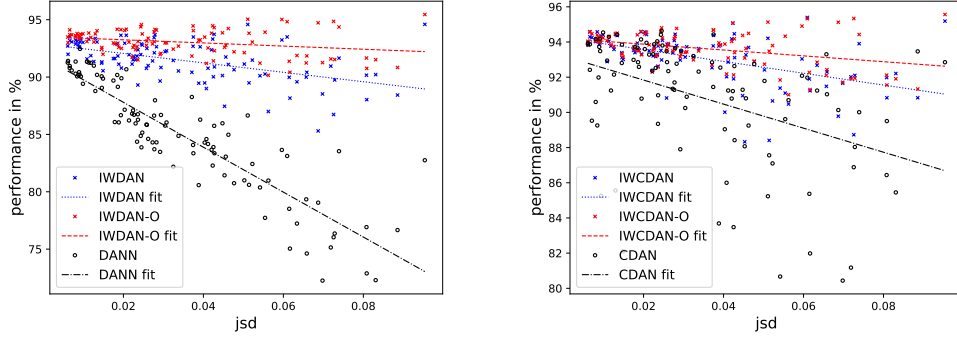 performance in %
95
90
85
80
75
IWDAN
IWDAN fit
IWDAN-O
IWDAN-O fit
DANN
DANN fit
0.02
0.04
0.06
0.08
jsd
performance in %
96
94
92
90
88
86
84
82
80
IWCDAN
IWCDAN fit
IWCDAN-O
IWCDAN-O fit
CDAN
CDAN fit
0.02
0.04
0.06
0.08
jsd